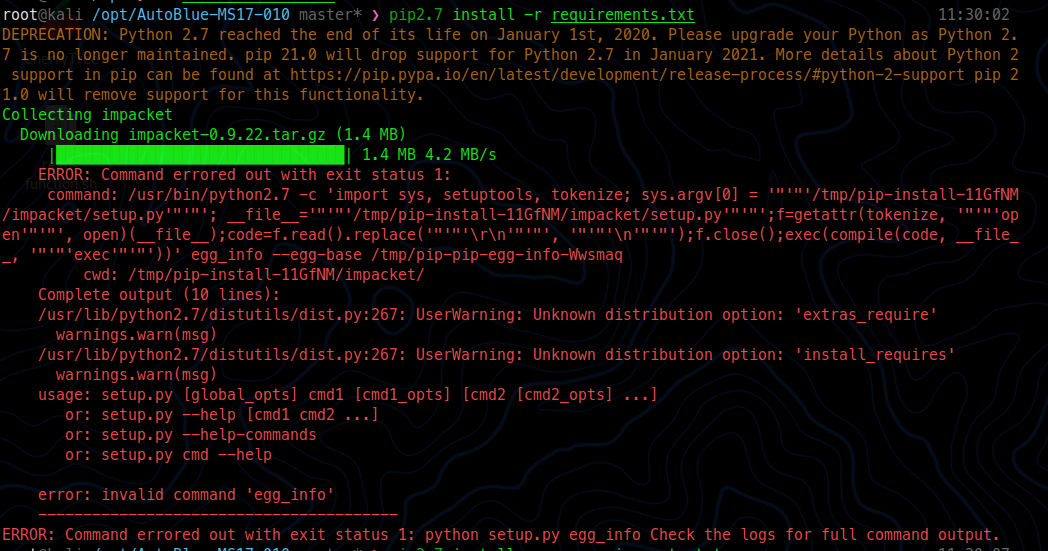 root@kali /opt/AutoBlue-MS17-010 master* ❯ pip2.7 install -r requirements.txt 11:30:02
DEPRECATION: Python 2.7 reached the end of its life on January 1st, 2020. Please upgrade your Python as Python 2.
7 is no longer maintained. pip 21.0 will drop support for Python 2.7 in January 2021. More details about Python 2
 support in pip can be found at https://pip.pypa.io/en/latest/development/release-process/#python-2-support pip 2
1.0 will remove support for this functionality.
Collecting impacket
  Downloading impacket-0.9.22.tar.gz (1.4 MB)
     |████████████████████████████████| 1.4 MB 4.2 MB/s
    ERROR: Command errored out with exit status 1:
     command: /usr/bin/python2.7 -c 'import sys, setuptools, tokenize; sys.argv[0] = '"'"'/tmp/pip-install-11GfNM
/impacket/setup.py'"'"'; __file__='"'"'/tmp/pip-install-11GfNM/impacket/setup.py'"'"';f=getattr(tokenize, '"'"'op
en'"'"', open)(__file__);code=f.read().replace('"'"'\r\n'"'"', '"'"'\n'"'"');f.close();exec(compile(code, __file_
_, '"'"'exec'"'"'))' egg_info --egg-base /tmp/pip-pip-egg-info-Wwsmaq
         cwd: /tmp/pip-install-11GfNM/impacket/
    Complete output (10 lines):
    /usr/lib/python2.7/distutils/dist.py:267: UserWarning: Unknown distribution option: 'extras_require'
      warnings.warn(msg)
    /usr/lib/python2.7/distutils/dist.py:267: UserWarning: Unknown distribution option: 'install_requires'
      warnings.warn(msg)
    usage: setup.py [global_opts] cmd1 [cmd1_opts] [cmd2 [cmd2_opts] ...]
       or: setup.py --help [cmd1 cmd2 ...]
       or: setup.py --help-commands
       or: setup.py cmd --help
    error: invalid command 'egg_info'
    ----------------------------------------
ERROR: Command errored out with exit status 1: python setup.py egg_info Check the logs for full command output.